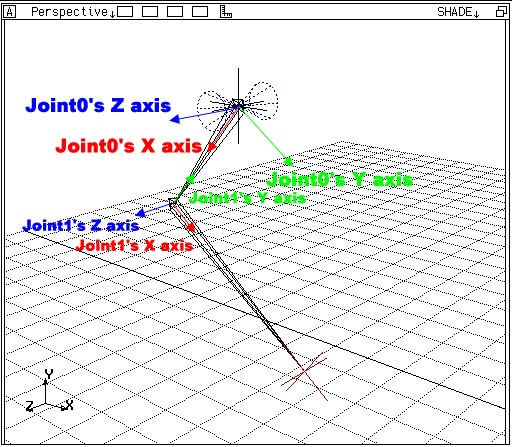 A Perspective↓ SHADE↓
Joint0's Z axis
Joint0's X axis
Joint0's Y axis
Joint1's Y axis
Joint1's Z axis
Joint1's X axis
Y
Z X